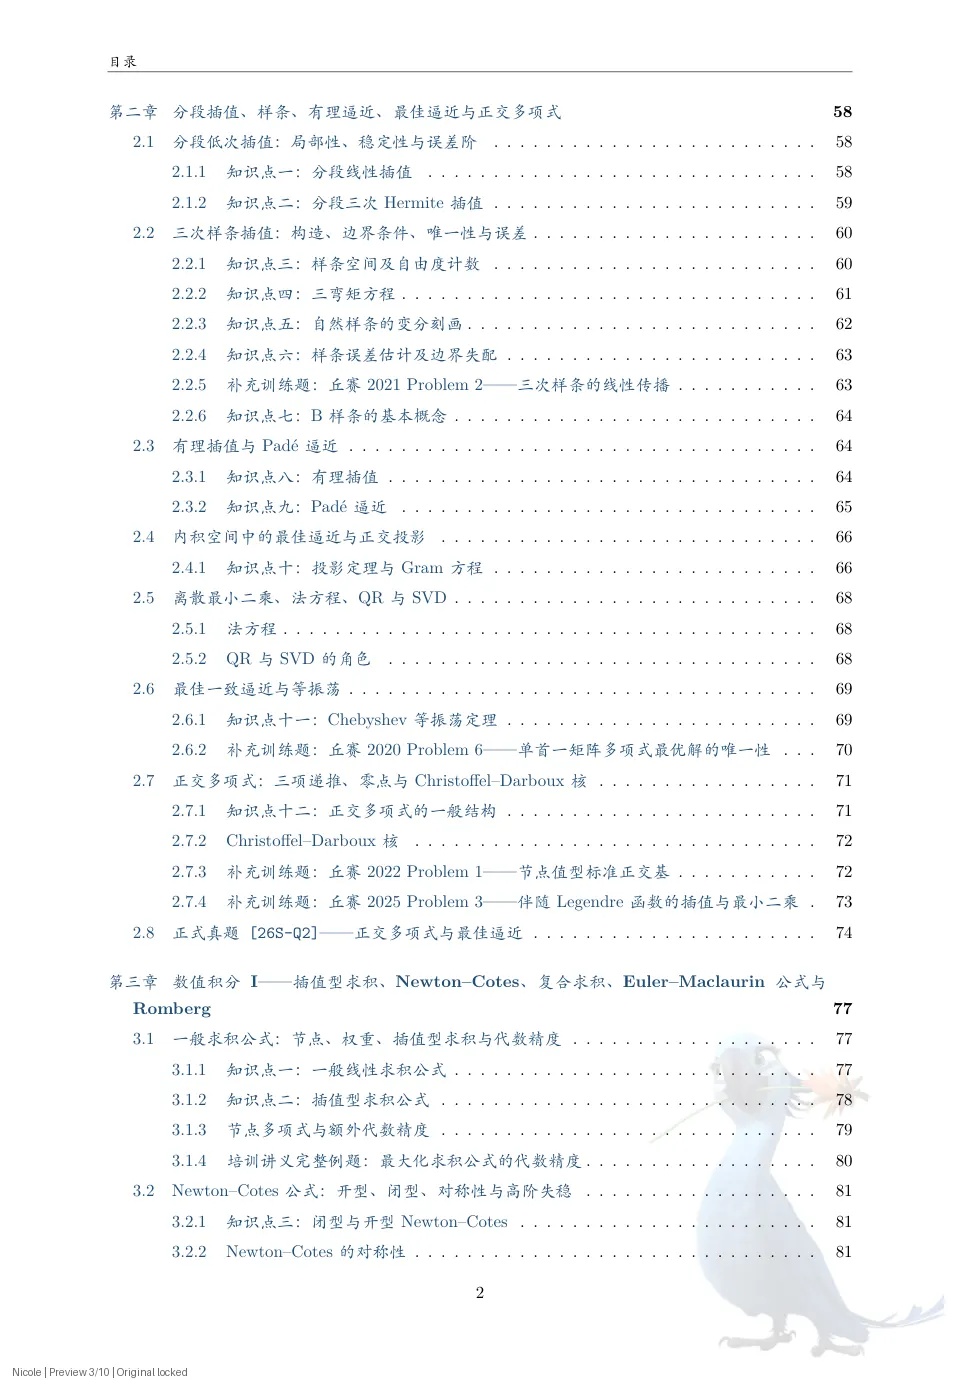 目录
第二章 分段插值、样条、有理逼近、最佳逼近与正交多项式 58
2.1 分段低次插值：局部性、稳定性与误差阶 58
2.1.1 知识点一：分段线性插值 58
2.1.2 知识点二：分段三次 Hermite 插值 59
2.2 三次样条插值：构造、边界条件、唯一性与误差 60
2.2.1 知识点三：样条空间及自由度计数 60
2.2.2 知识点四：三弯矩方程 61
2.2.3 知识点五：自然样条的变分刻画 62
2.2.4 知识点六：样条误差估计及边界失配 63
2.2.5 补充训练题：丘赛 2021 Problem 2——三次样条的线性传播 63
2.2.6 知识点七：B 样条的基本概念 64
2.3 有理插值与 Padé 逼近 64
2.3.1 知识点八：有理插值 64
2.3.2 知识点九：Padé 逼近 65
2.4 内积空间中的最佳逼近与正交投影 66
2.4.1 知识点十：投影定理与 Gram 方程 66
2.5 离散最小二乘、法方程、QR 与 SVD 68
2.5.1 法方程 68
2.5.2 QR 与 SVD 的角色 68
2.6 最佳一致逼近与等振荡 69
2.6.1 知识点十一：Chebyshev 等振荡定理 69
2.6.2 补充训练题：丘赛 2020 Problem 6——单首一矩阵多项式最优解的唯一性 70
2.7 正交多项式：三项递推、零点与 Christoffel–Darboux 核 71
2.7.1 知识点十二：正交多项式的一般结构 71
2.7.2 Christoffel–Darboux 核 72
2.7.3 补充训练题：丘赛 2022 Problem 1——节点值型标准正交基 72
2.7.4 补充训练题：丘赛 2025 Problem 3——伴随 Legendre 函数的插值与最小二乘 73
2.8 正式真题 [26S-Q2]——正交多项式与最佳逼近 74
第三章 数值积分 I——插值型求积、Newton–Cotes、复合求积、Euler–Maclaurin 公式与
Romberg 77
3.1 一般求积公式：节点、权重、插值型求积与代数精度 77
3.1.1 知识点一：一般线性求积公式 77
3.1.2 知识点二：插值型求积公式 78
3.1.3 节点多项式与额外代数精度 79
3.1.4 培训讲义完整例题：最大化求积公式的代数精度 80
3.2 Newton–Cotes 公式：开型、闭型、对称性与高阶失稳 81
3.2.1 知识点三：闭型与开型 Newton–Cotes 81
3.2.2 Newton–Cotes 的对称性 81
2
Nicole | Preview 3/10 | Original locked